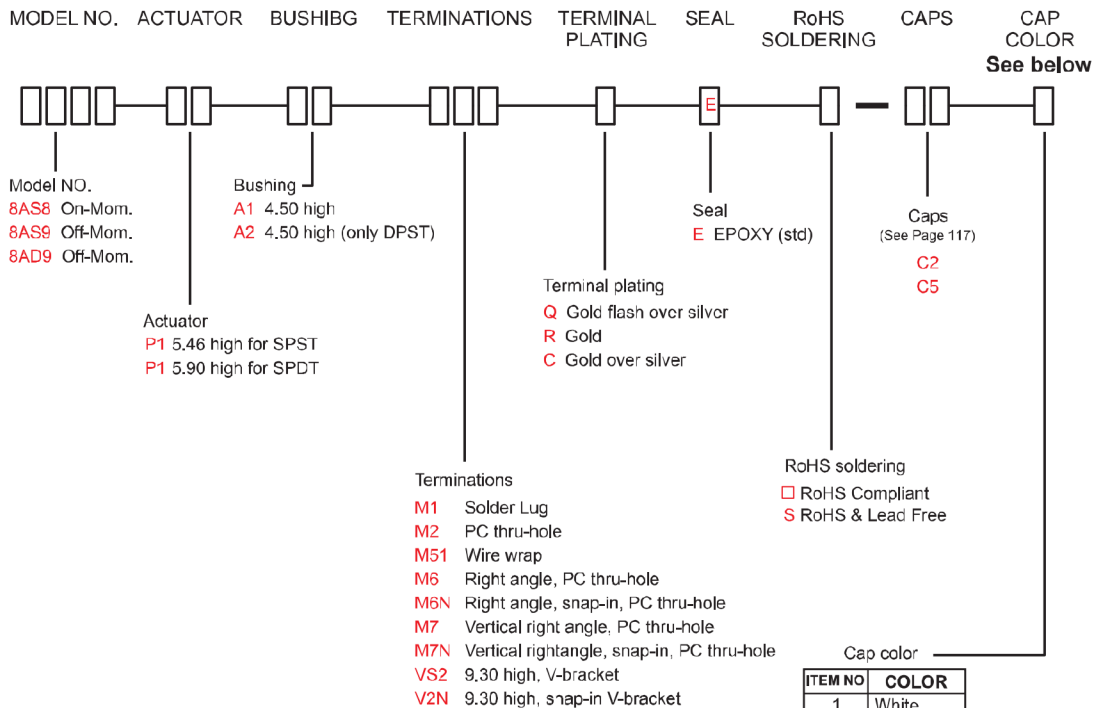 MODEL NO. ACTUATOR BUSHIBG TERMINATIONS TERMINAL PLATING SEAL RoHS SOLDERING CAPS CAP COLOR
See below
E
Model NO.
8AS8 On-Mom.
8AS9 Off-Mom.
8AD9 Off-Mom.
Actuator
P1 5.46 high for SPST
P1 5.90 high for SPDT
Bushing
A1 4.50 high
A2 4.50 high (only DPST)
Terminations
M1 Solder Lug
M2 PC thru-hole
M51 Wire wrap
M6 Right angle, PC thru-hole
M6N Right angle, snap-in, PC thru-hole
M7 Vertical right angle, PC thru-hole
M7N Vertical rightangle, snap-in, PC thru-hole
VS2 9.30 high, V-bracket
V2N 9.30 high, snap-in V-bracket
Terminal plating
Q Gold flash over silver
R Gold
C Gold over silver
Seal
E EPOXY (std)
RoHS soldering
□ RoHS Compliant
S RoHS & Lead Free
Caps
(See Page 117)
C2
C5
Cap color
ITEM NO COLOR
1 White